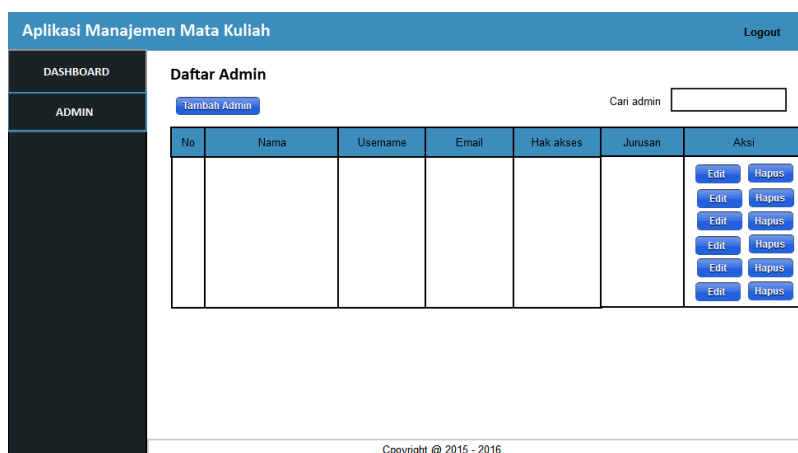 Aplikasi Manajemen Mata Kuliah
Logout
DASHBOARD
ADMIN
Daftar Admin
Tambah Admin
Cari admin
No Nama Username Email Hak akses Jurusan Aksi
Edit Hapus
Edit Hapus
Edit Hapus
Edit Hapus
Edit Hapus
Edit Hapus
Copyright @ 2015 - 2016